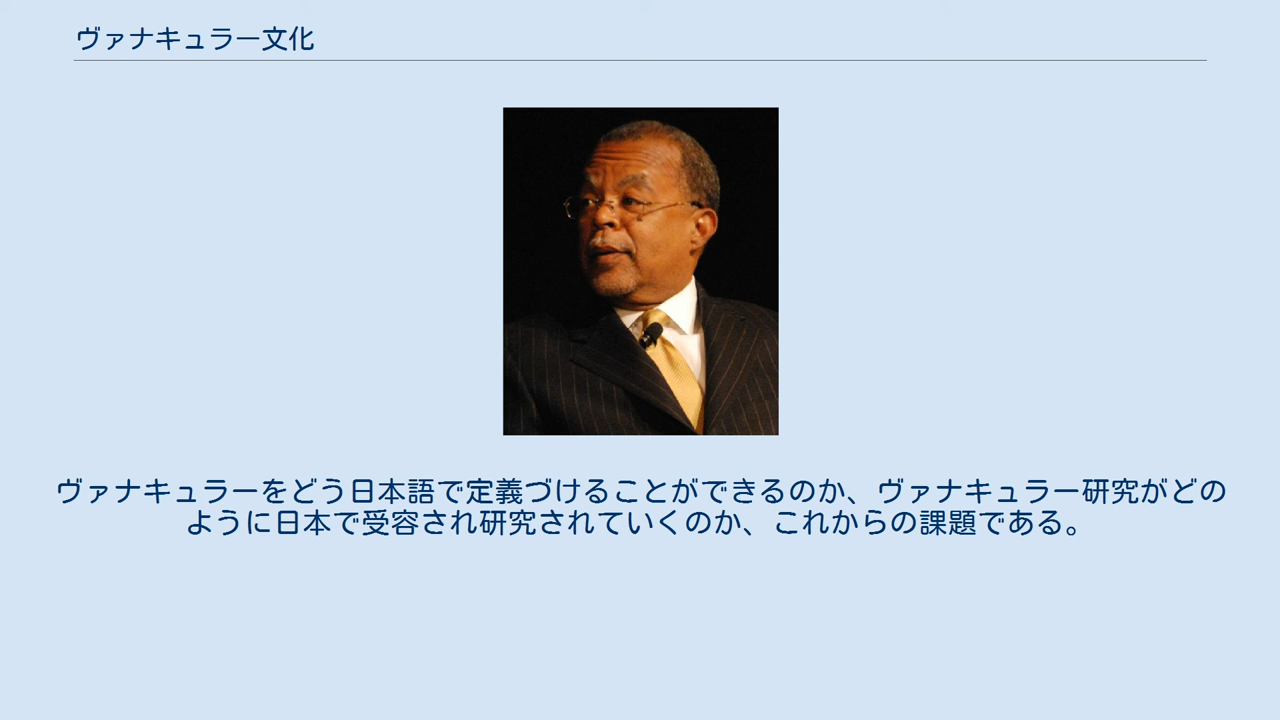 ヴァナキュラー文化
ヴァナキュラーをどう日本語で定義づけることができるのか、ヴァナキュラー研究がどの
ように日本で受容され研究されていくのか、これからの課題である。